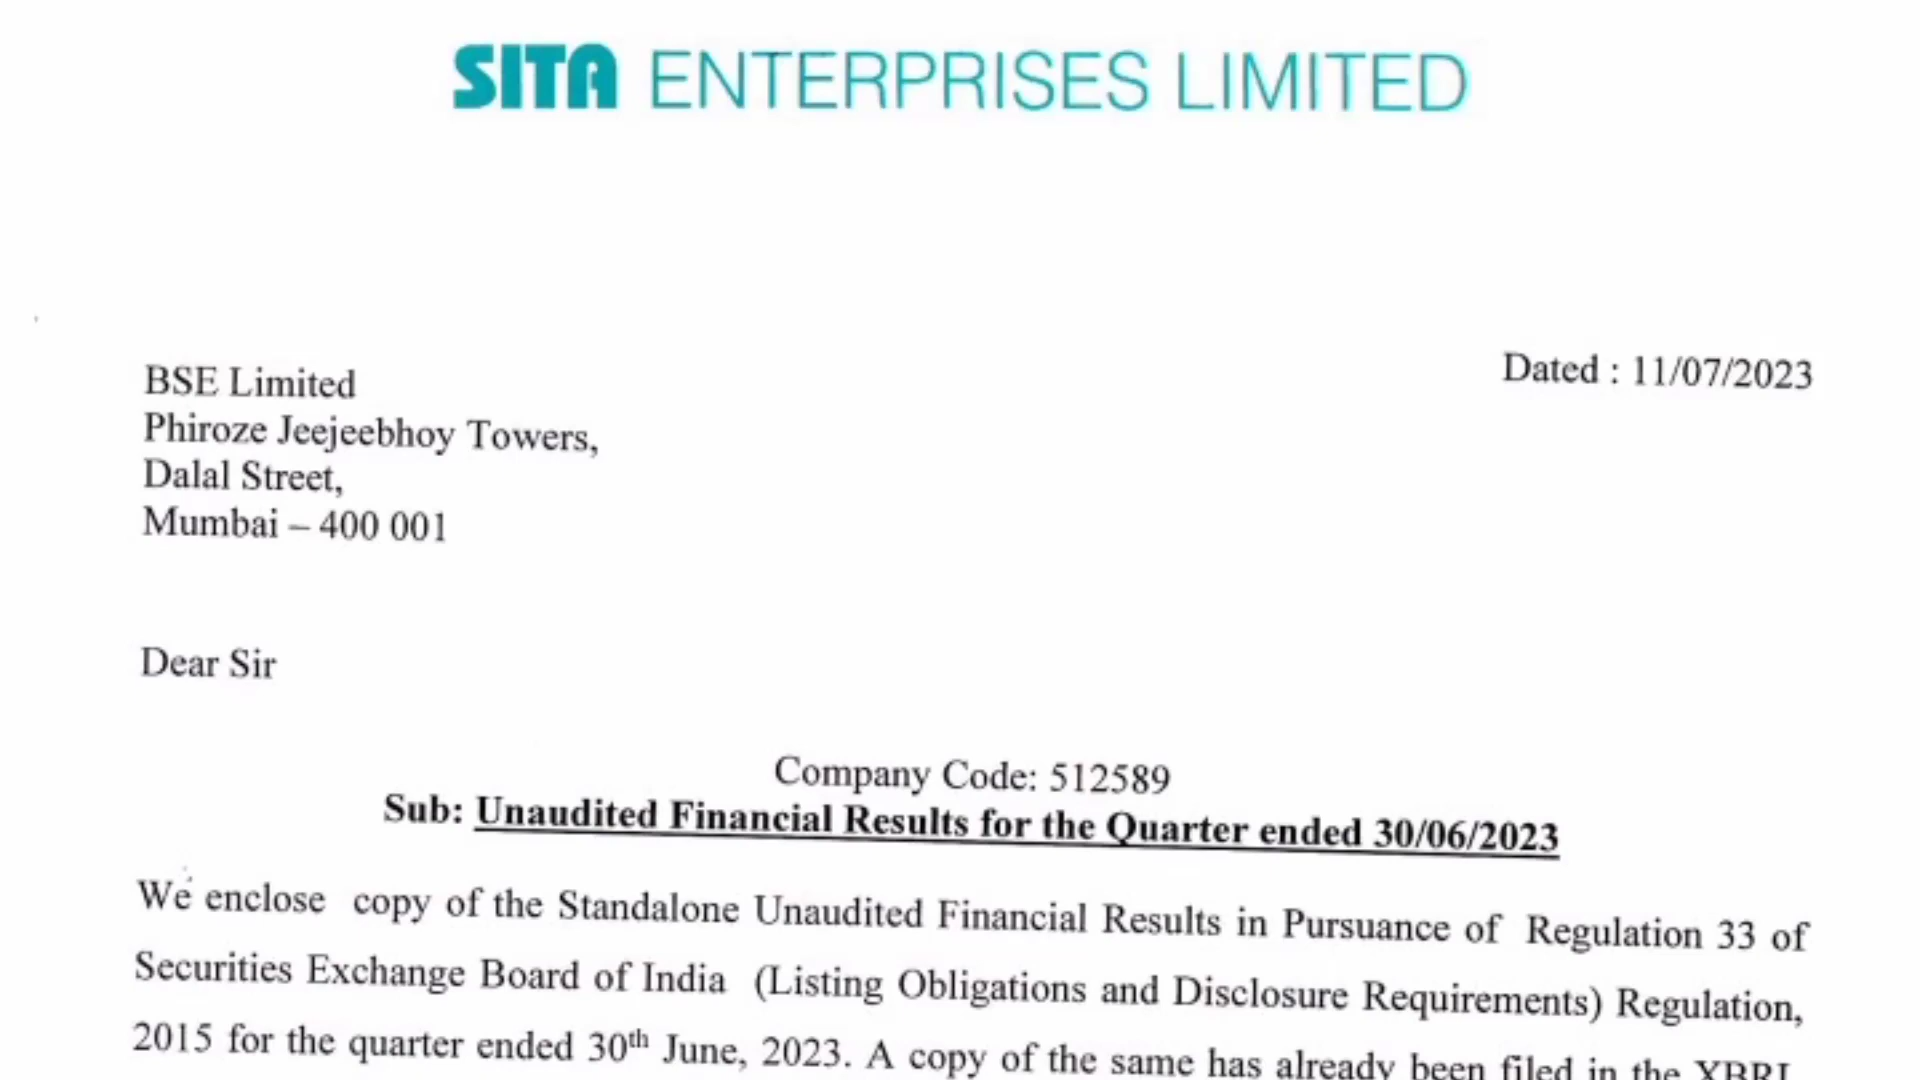 SITA ENTERPRISES LIMITED
Dated : 11/07/2023
BSE Limited
Phiroze Jeejeebhoy Towers,
Dalal Street,
Mumbai – 400 001
Dear Sir
Company Code: 512589
Sub: Unaudited Financial Results for the Quarter ended 30/06/2023
We enclose copy of the Standalone Unaudited Financial Results in Pursuance of Regulation 33 of
Securities Exchange Board of India (Listing Obligations and Disclosure Requirements) Regulation,
2015 for the quarter ended 30th June, 2023. A copy of the same has already been filed in the XBRL